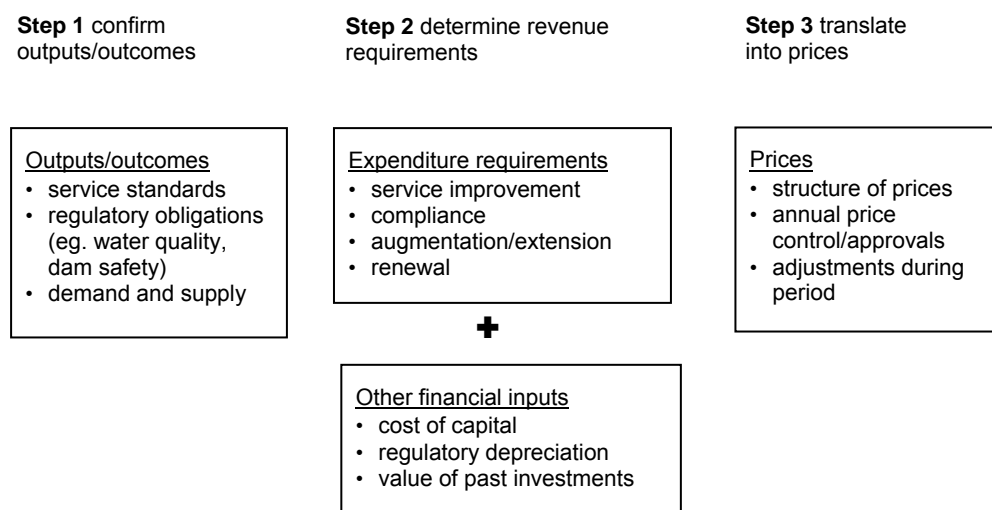 Step 1 confirm
outputs/outcomes
Step 2 determine revenue
requirements
Step 3 translate
into prices
Outputs/outcomes
• service standards
• regulatory obligations
(eg. water quality,
dam safety)
• demand and supply
Expenditure requirements
• service improvement
• compliance
• augmentation/extension
• renewal
+
Other financial inputs
• cost of capital
• regulatory depreciation
• value of past investments
Prices
• structure of prices
• annual price
control/approvals
• adjustments during
period